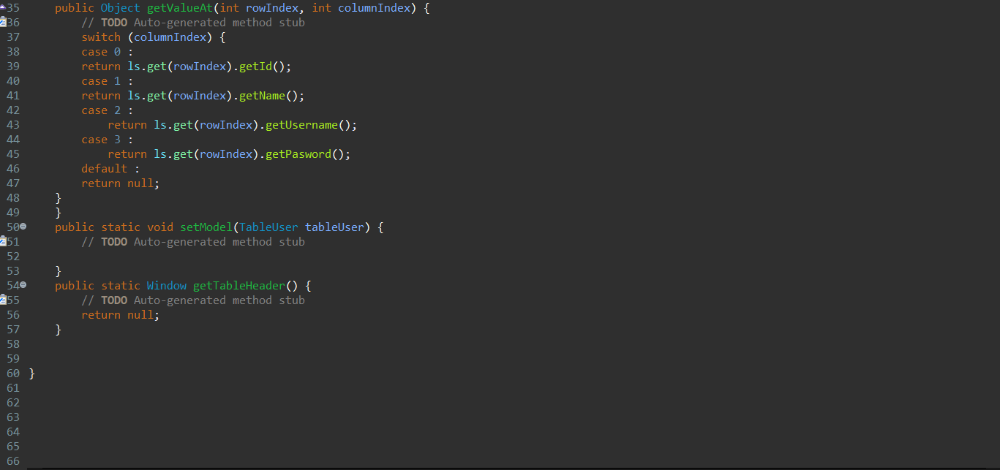 35 public Object getValueAt(int rowIndex, int columnIndex) {
36 // TODO Auto-generated method stub
37 switch (columnIndex) {
38 case 0 :
39 return ls.get(rowIndex).getId();
40 case 1 :
41 return ls.get(rowIndex).getName();
42 case 2 :
43 return ls.get(rowIndex).getUsername();
44 case 3 :
45 return ls.get(rowIndex).getPasword();
46 default :
47 return null;
48 }
49 }
50 public static void setModel(TableUser tableUser) {
51 // TODO Auto-generated method stub
52
53 }
54 public static Window getTableHeader() {
55 // TODO Auto-generated method stub
56 return null;
57 }
58
59
60 }
61
62
63
64
65
66